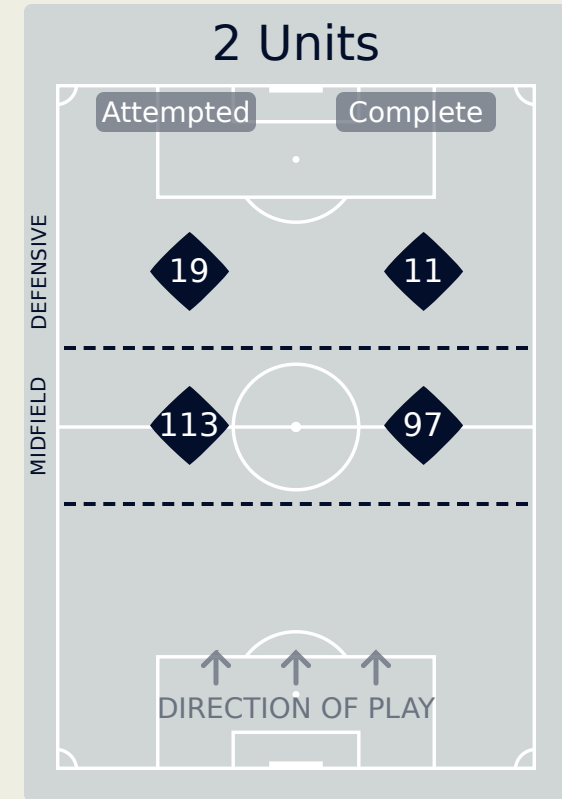 2 Units
Attempted
Complete
DEFENSIVE
19
11
MIDFIELD
113
97
DIRECTION OF PLAY